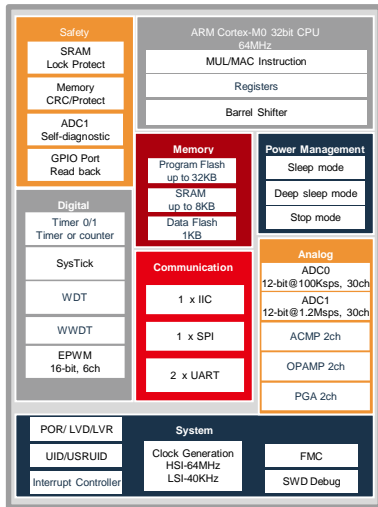 Safety
SRAM
Lock Protect
Memory
CRC/Protect
ADC1
Self-diagnostic
GPIO Port
Read back
ARM Cortex-M0 32bit CPU
64MHz
MUL/MAC Instruction
Registers
Barrel Shifter
Memory
Program Flash
up to 32KB
SRAM
up to 8KB
Data Flash
1KB
Power Management
Sleep mode
Deep sleep mode
Stop mode
Digital
Timer 0/1
Timer or counter
SysTick
WDT
WWDT
EPWM
16-bit, 6ch
Communication
1 x IIC
1 x SPI
2 x UART
Analog
ADC0
12-bit@100Ksps, 30ch
ADC1
12-bit@1.2Msps, 30ch
ACMP 2ch
OPAMP 2ch
PGA 2ch
System
POR/ LVD/LVR
UID/USRUID
Interrupt Controller
Clock Generation
HSI-64MHz
LSI-40KHz
FMC
SWD Debug